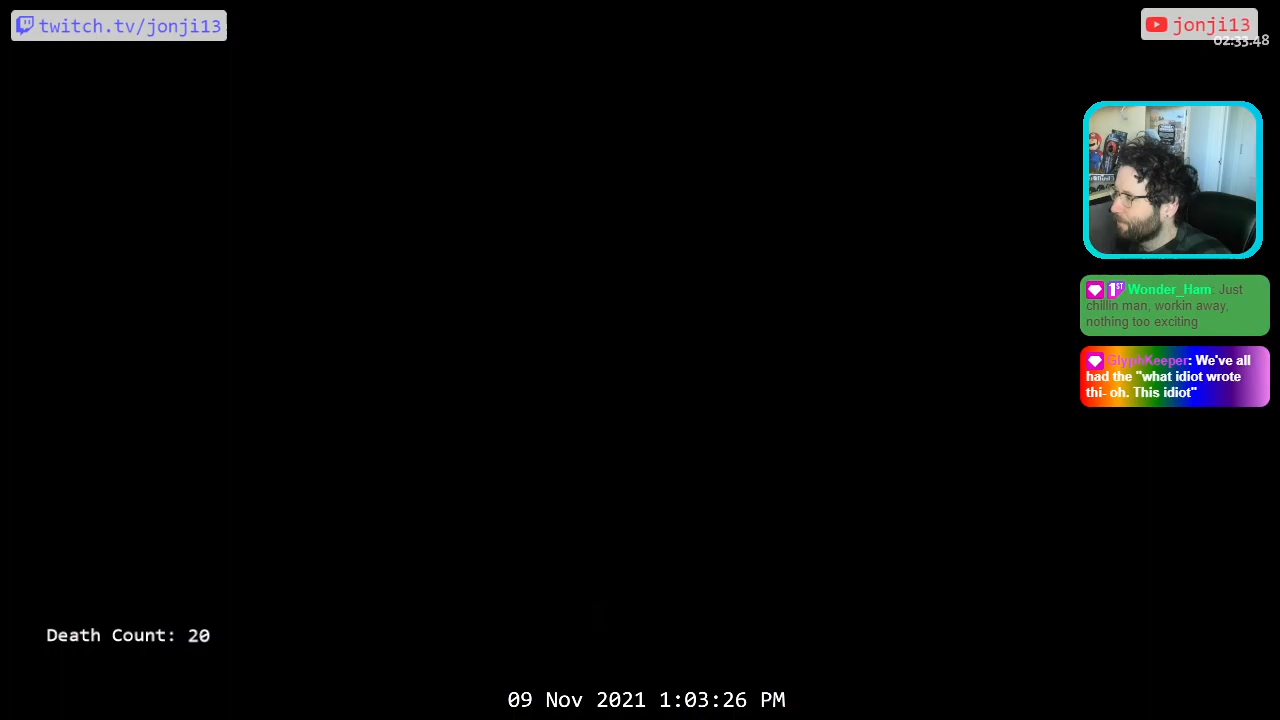 twitch.tv/jonji13
jonji13
02:33:48
Wonder_Ham: Just
chillin man, workin away,
nothing too exciting
GlyphKeeper: We've all
had the "what idiot wrote
thi- oh. This idiot"
Death Count: 20
09 Nov 2021 1:03:26 PM